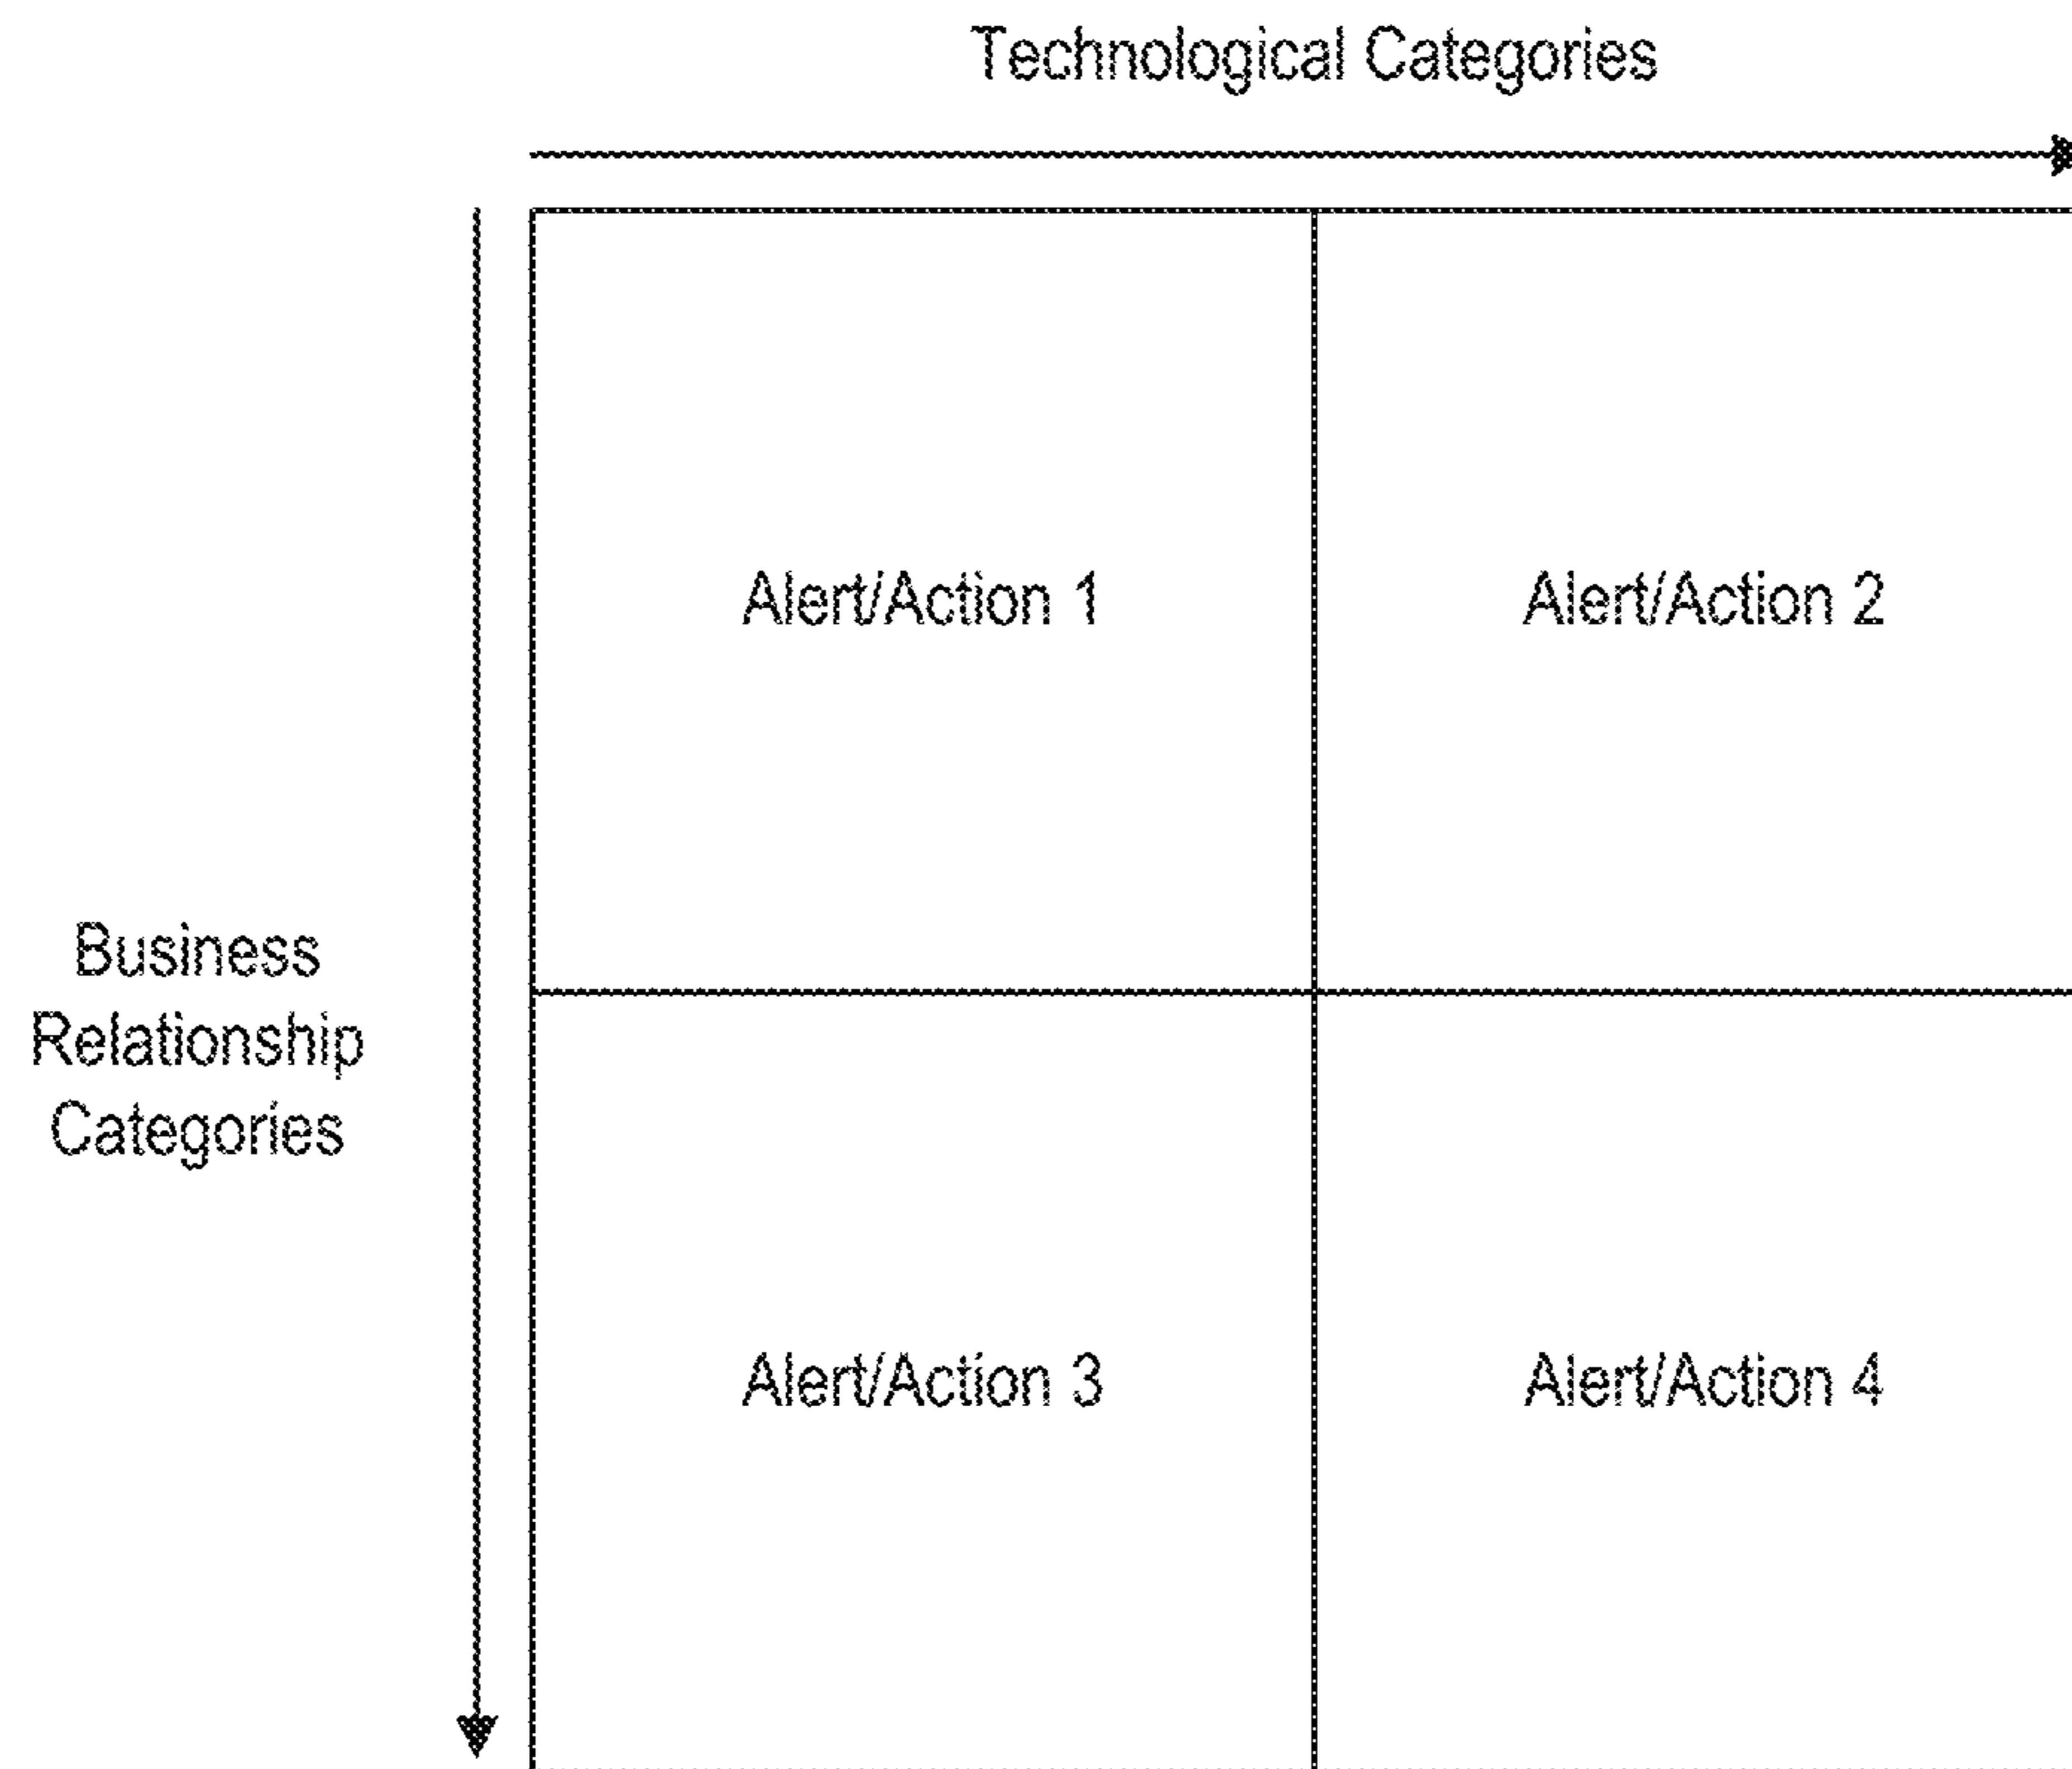 Technological Categories
Alert/Action 1
Alert/Action 2
Business
Relationship
Categories
Alert/Action 3
Alert/Action 4